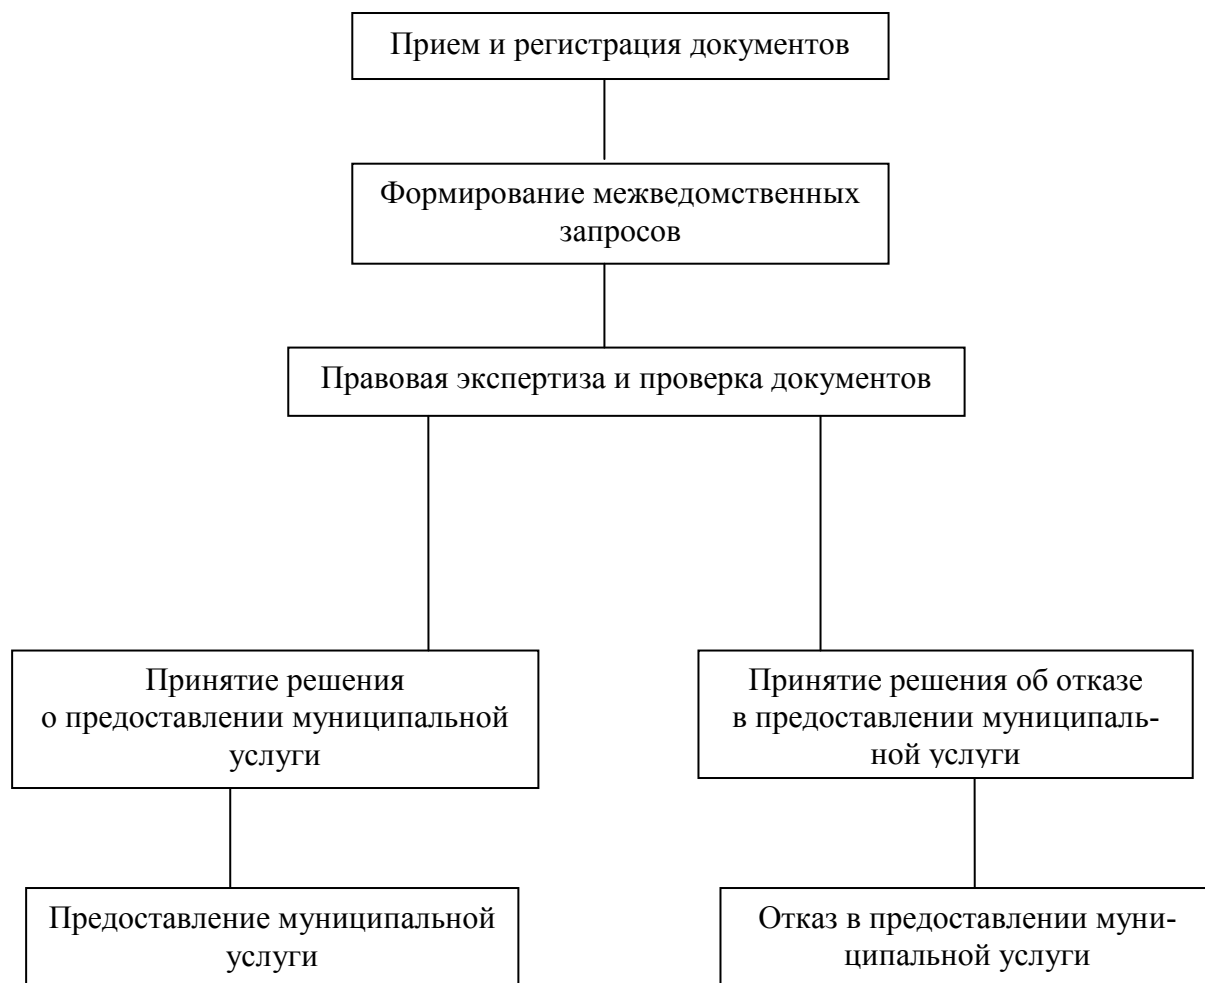 Прием и регистрация документов
Формирование межведомственных
запросов
Правовая экспертиза и проверка документов
Принятие решения
о предоставлении муниципальной
услуги
Принятие решения об отказе
в предоставлении муниципаль-
ной услуги
Предоставление муниципальной
услуги
Отказ в предоставлении муни-
ципальной услуги